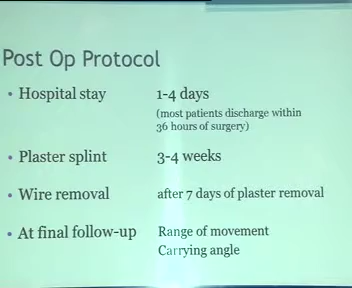 Post Op Protocol
• Hospital stay 1-4 days
(most patients discharge within
36 hours of surgery)
• Plaster splint 3-4 weeks
• Wire removal after 7 days of plaster removal
• At final follow-up Range of movement
Carrying angle